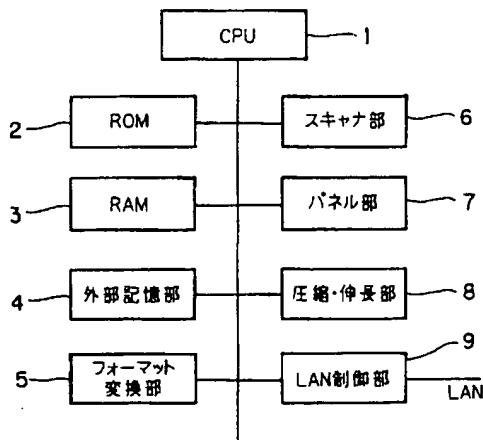 CPU
1
2
ROM
スキャナ部
6
3
RAM
パネル部
7
4
外部記憶部
圧縮・伸長部
8
5
フォーマット
変換部
LAN制御部
9
LAN